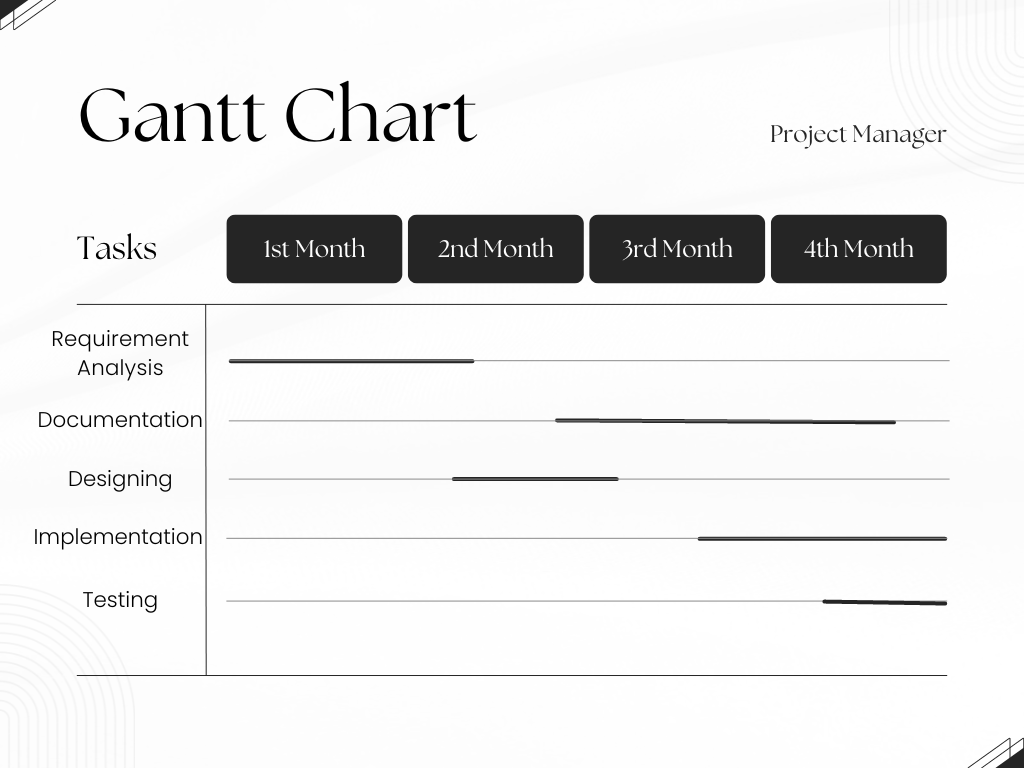 Gantt Chart
Project Manager
Tasks
1st Month
2nd Month
3rd Month
4th Month
Requirement
Analysis
Documentation
Designing
Implementation
Testing